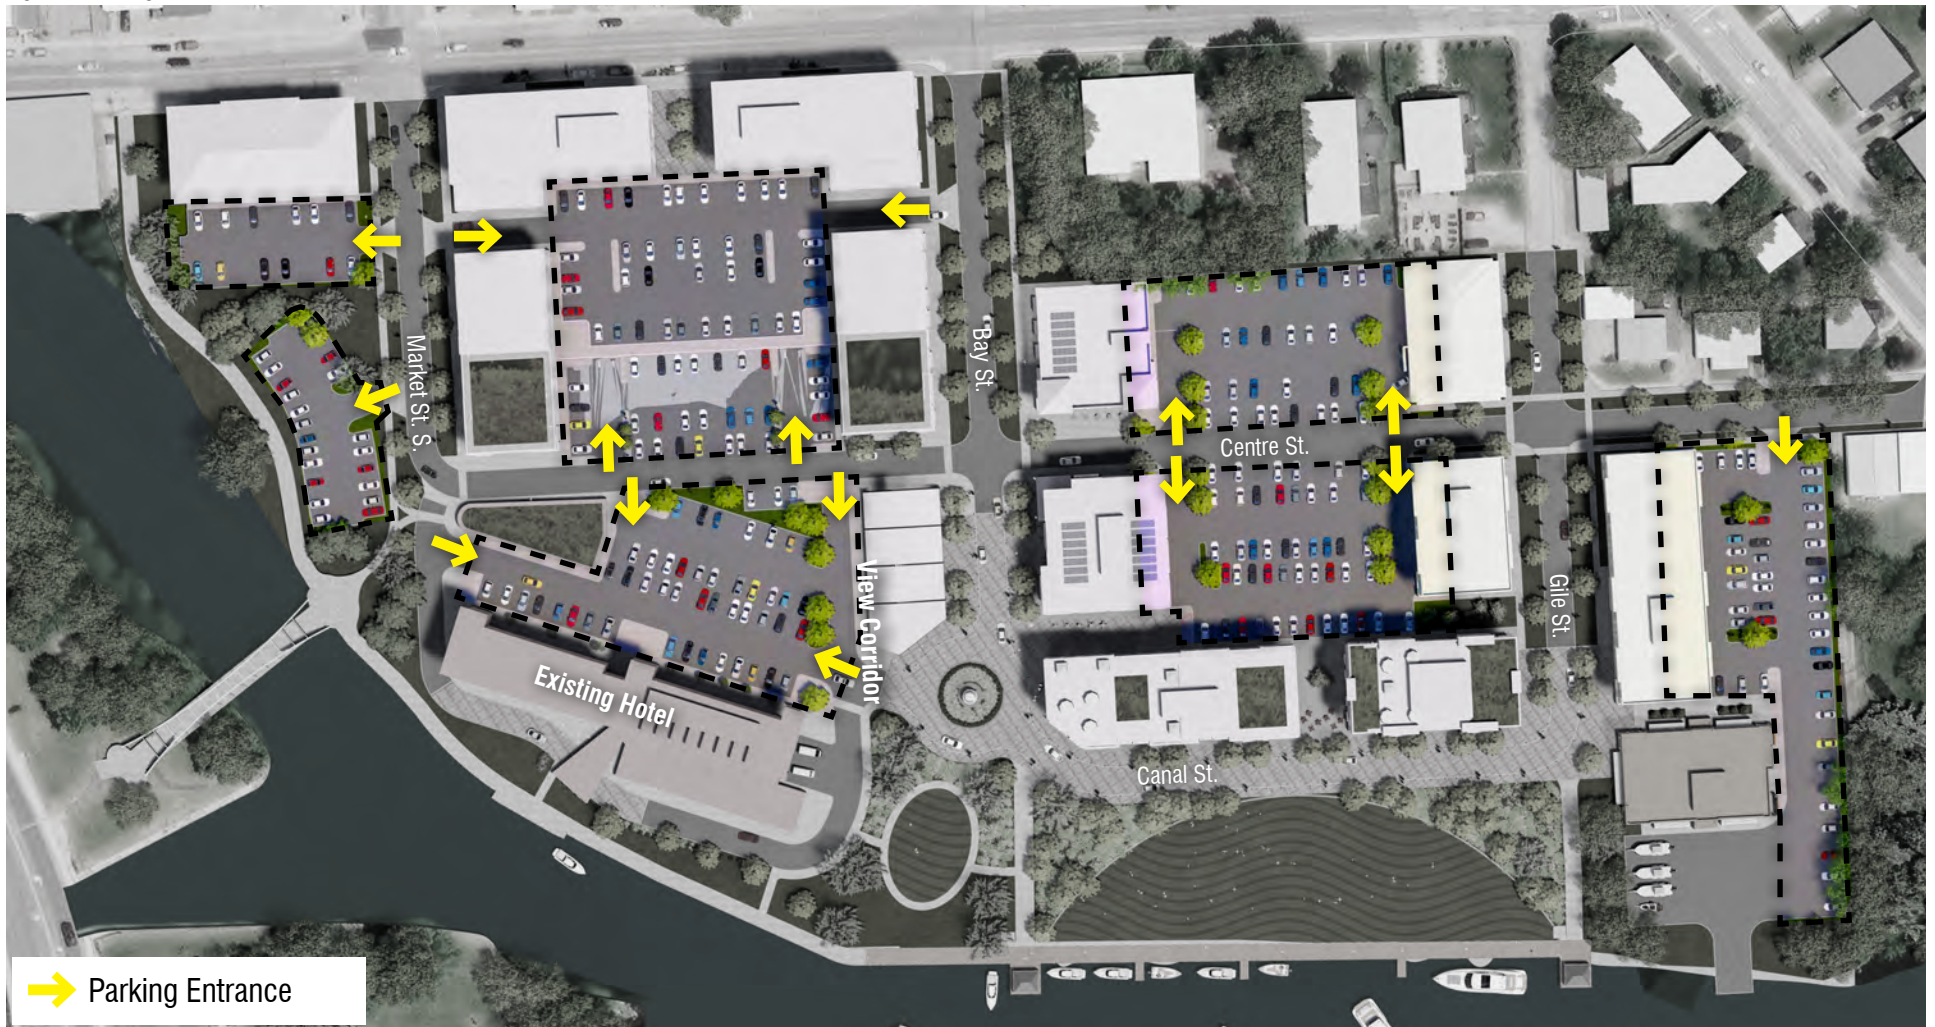 Market St. S.
Bay St.
Centre St.
Gile St.
View Corridor
Existing Hotel
Canal St.
Parking Entrance